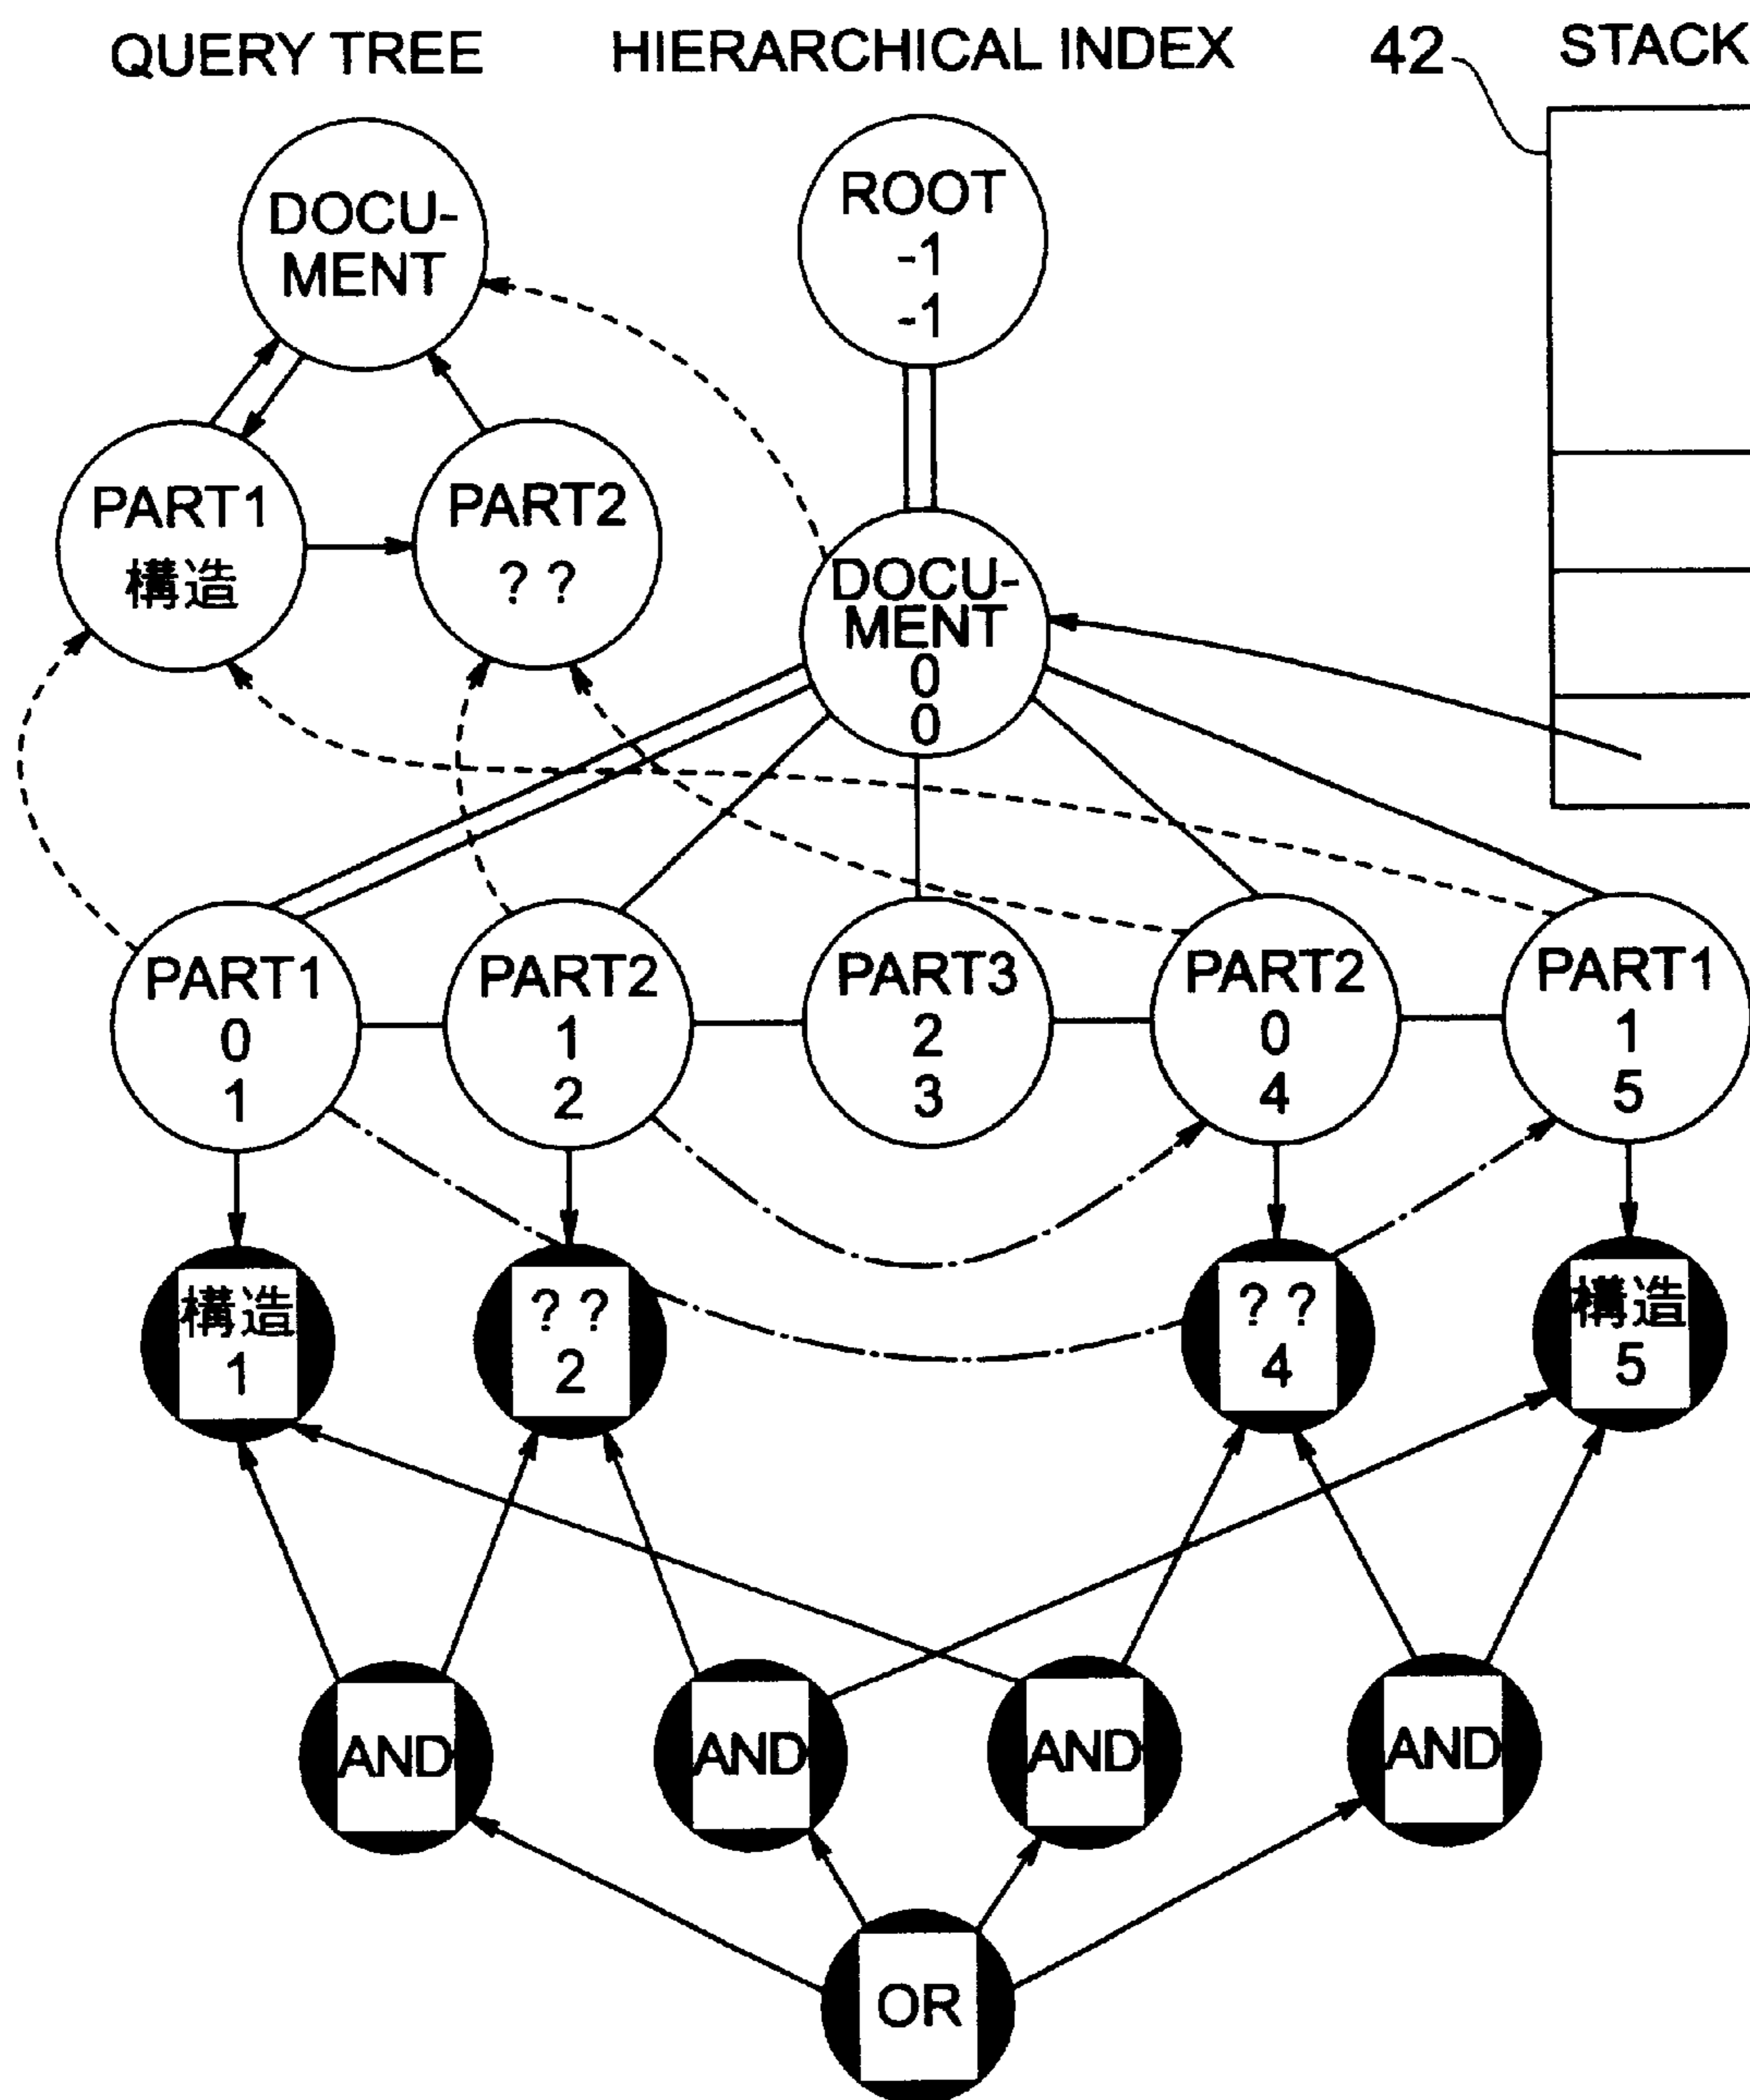 QUERY TREE
HIERARCHICAL INDEX
42
STACK
DOCU-
MENT
ROOT
-1
-1
PART1
構造
PART2
? ?
DOCU-
MENT
0
0
PART1
0
1
PART2
1
2
PART3
2
3
PART2
0
4
PART1
1
5
構造
1
? ?
2
? ?
4
構造
5
AND
AND
AND
AND
OR